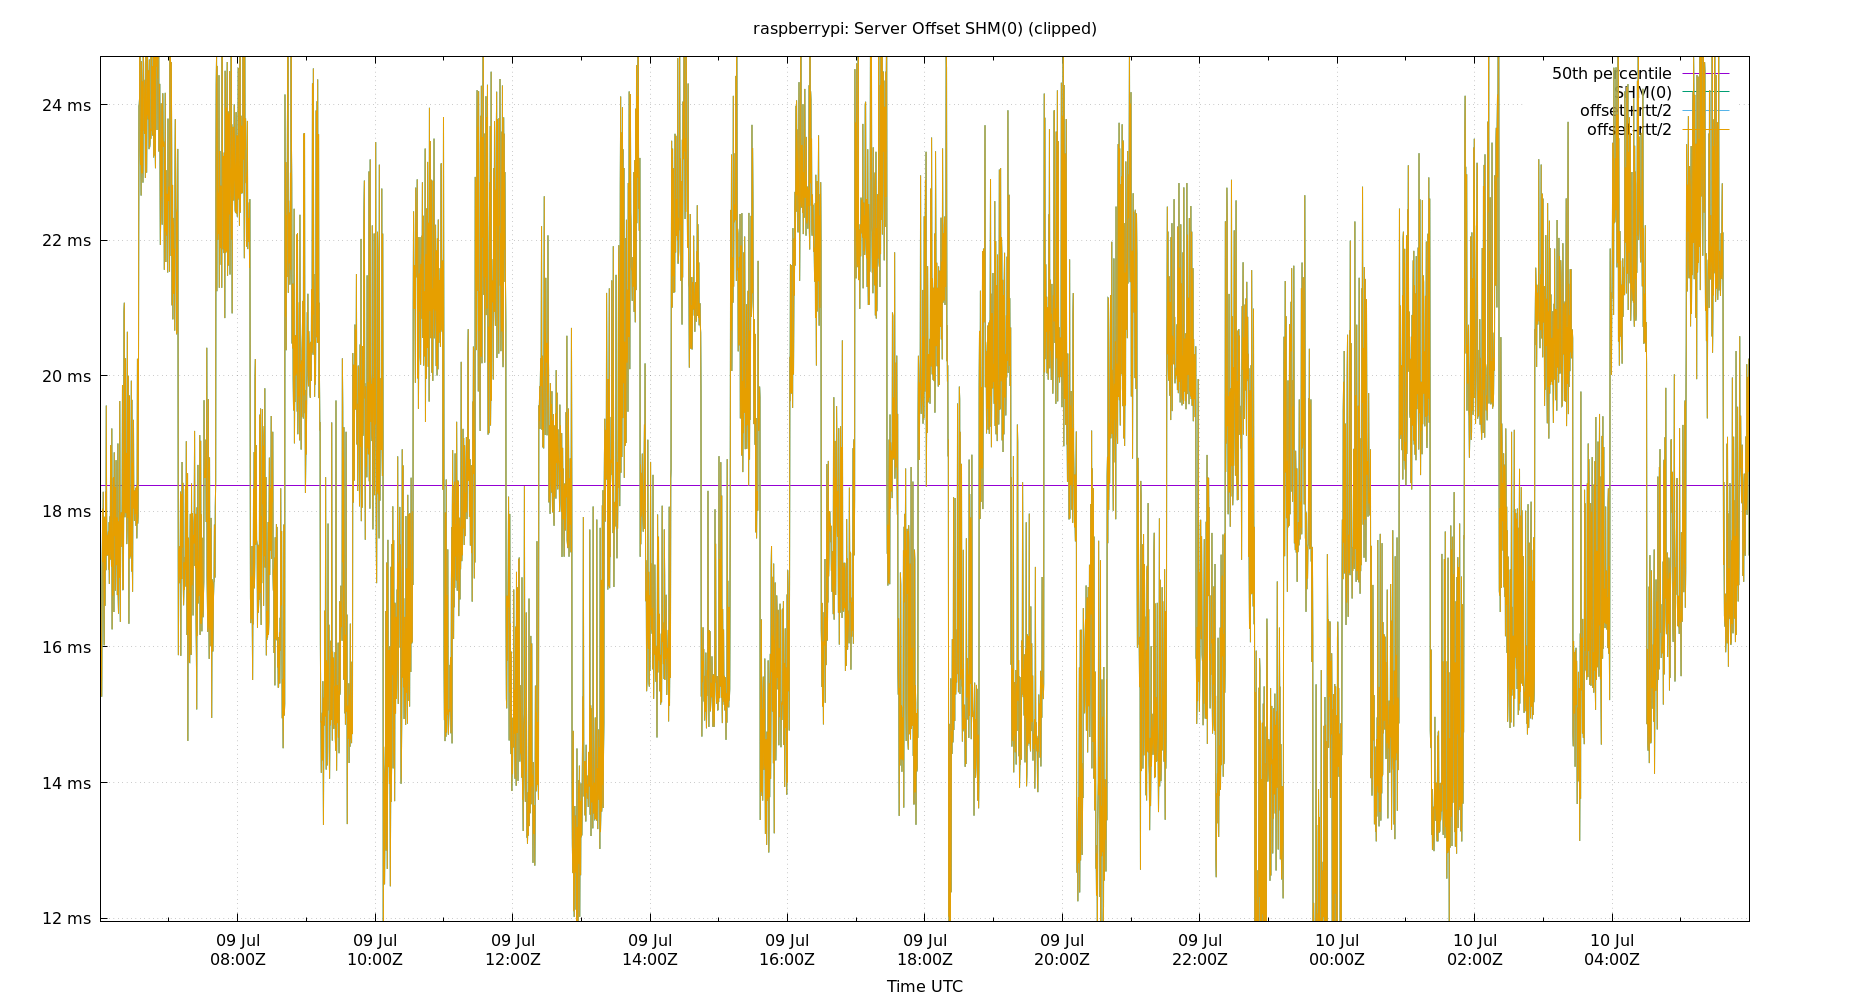 raspberrypi: Server Offset SHM(0) (clipped)
50th percentile
SHM(0)
offset+rtt/2
offset-rtt/2
24 ms
22 ms
20 ms
18 ms
16 ms
14 ms
12 ms
09 Jul 09 Jul 09 Jul 09 Jul 09 Jul 09 Jul 09 Jul 09 Jul 10 Jul 10 Jul 10 Jul
08:00Z 10:00Z 12:00Z 14:00Z 16:00Z 18:00Z 20:00Z 22:00Z 00:00Z 02:00Z 04:00Z
Time UTC